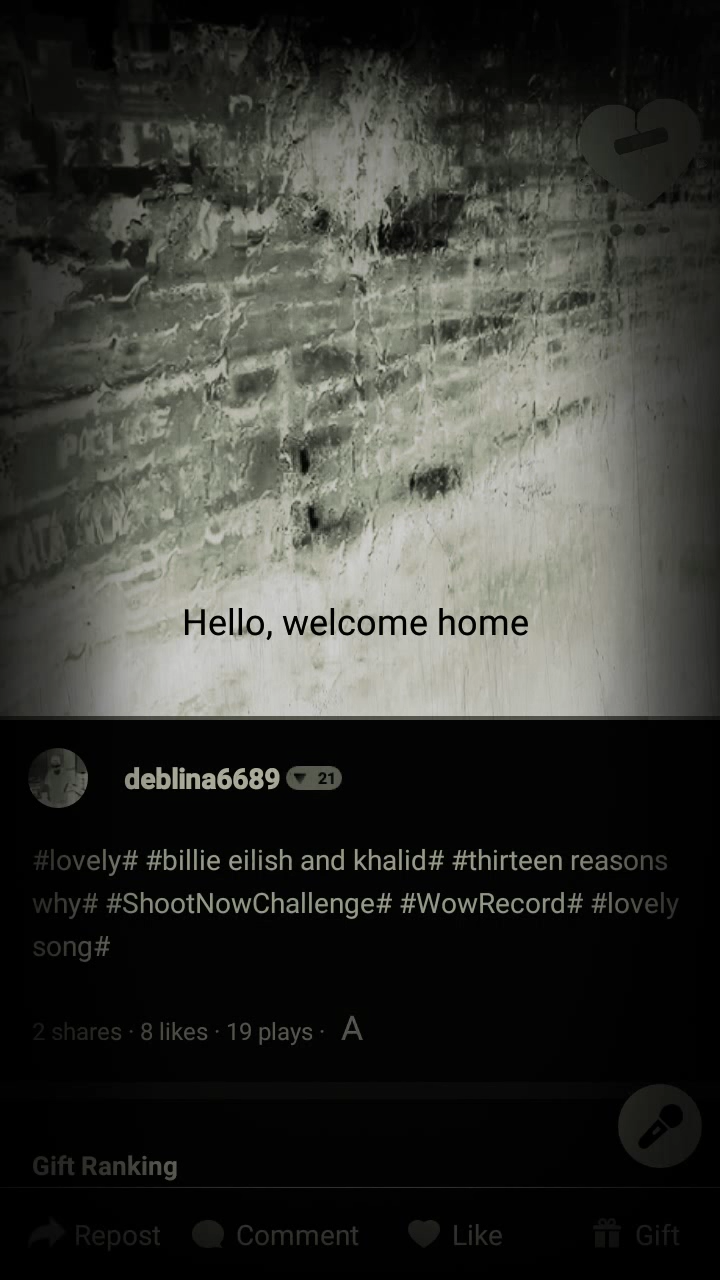 POLICE
Hello, welcome home
deblina6689 21
#lovely# #billie eilish and khalid# #thirteen reasons
why# #ShootNowChallenge# #WowRecord# #lovely
song#
2 shares · 8 likes · 19 plays · A
Gift Ranking
Repost Comment Like Gift